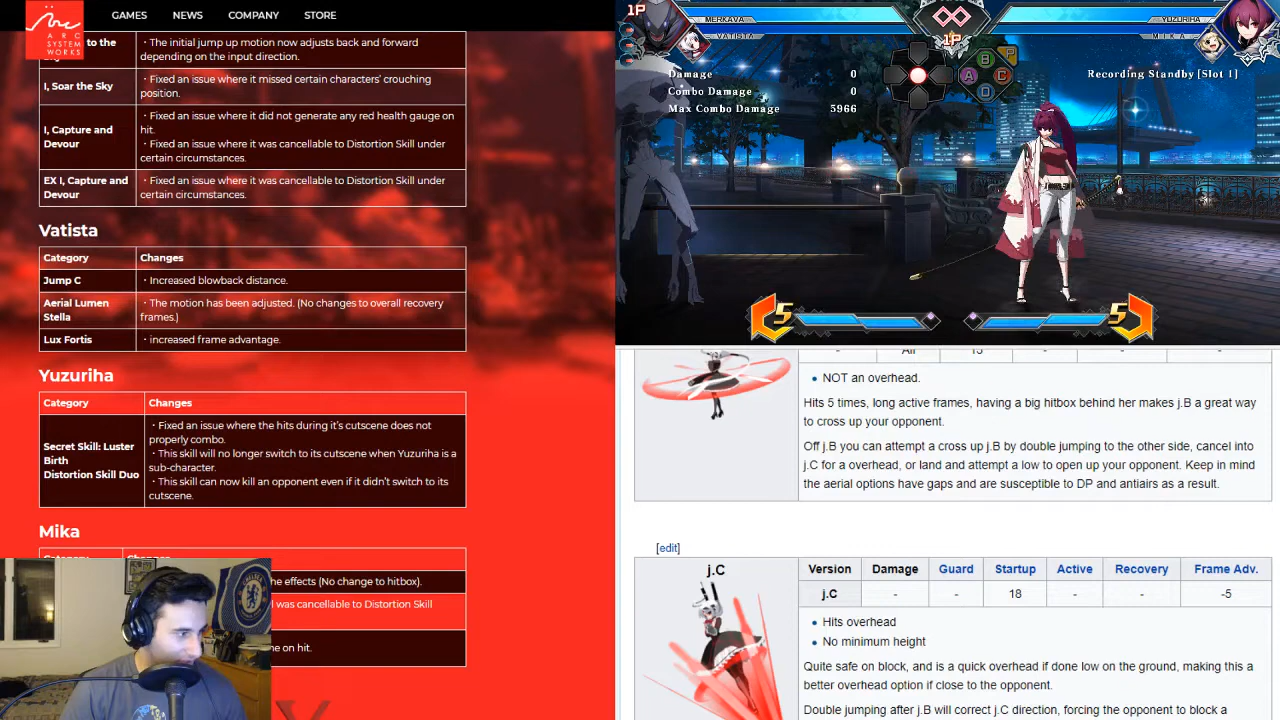 ARC
SYSTEM
WORKS
GAMES NEWS COMPANY STORE
to the
・The initial jump up motion now adjusts back and forward
depending on the input direction.
I, Soar the Sky
・Fixed an issue where it missed certain characters' crouching
position.
I, Capture and
Devour
・Fixed an issue where it did not generate any red health gauge on
hit.
・Fixed an issue where it was cancellable to Distortion Skill under
certain circumstances.
EX I, Capture and
Devour
・Fixed an issue where it was cancellable to Distortion Skill under
certain circumstances.
Vatista
Category Changes
Jump C ・Increased blowback distance.
Aerial Lumen
Stella
・The motion has been adjusted. (No changes to overall recovery
frames.)
Lux Fortis ・increased frame advantage.
Yuzuriha
Category Changes
Secret Skill: Luster
Birth
Distortion Skill Duo
・Fixed an issue where the hits during it's cutscene does not
properly combo.
・This skill will no longer switch to its cutscene when Yuzuriha is a
sub-character.
・This skill can now kill an opponent even if it didn't switch to its
cutscene.
Mika
Category Changes
he effects (No change to hitbox).
was cancellable to Distortion Skill
e on hit.
CHELSEA
1P
MERKAVA
VATISTA
1P
YUZURIHA
MIKA
Damage 0
Combo Damage 0
Max Combo Damage 5966
A B C D P
Recording Standby [Slot 1]
5 5
- All 15 - - -
• NOT an overhead.
Hits 5 times, long active frames, having a big hitbox behind her makes j.B a great way
to cross up your opponent.
Off j.B you can attempt a cross up j.B by double jumping to the other side, cancel into
j.C for a overhead, or land and attempt a low to open up your opponent. Keep in mind
the aerial options have gaps and are susceptible to DP and antiairs as a result.
[edit]
j.C
Version Damage Guard Startup Active Recovery Frame Adv.
j.C - - 18 - - -5
• Hits overhead
• No minimum height
Quite safe on block, and is a quick overhead if done low on the ground, making this a
better overhead option if close to the opponent.
Double jumping after j.B will correct j.C direction, forcing the opponent to block a